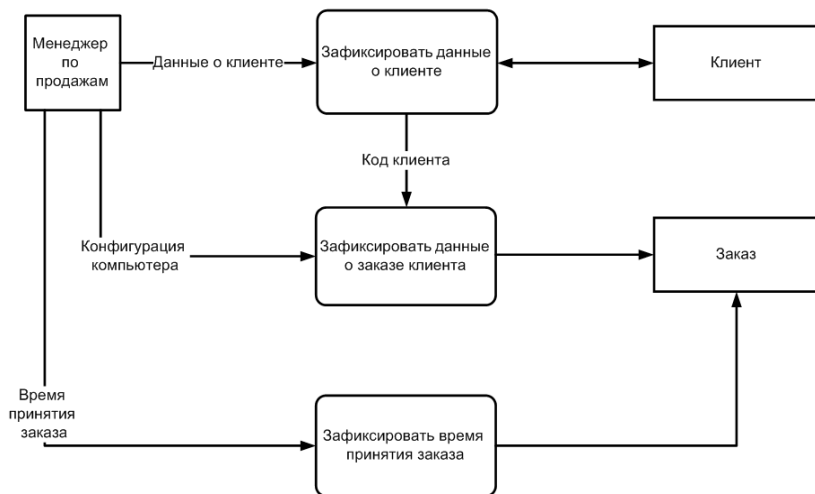 Менеджер
по
продажам
Данные о клиенте
Зафиксировать данные
о клиенте
Клиент
Код клиента
Конфигурация
компьютера
Зафиксировать данные
о заказе клиента
Заказ
Время
принятия
заказа
Зафиксировать время
принятия заказа